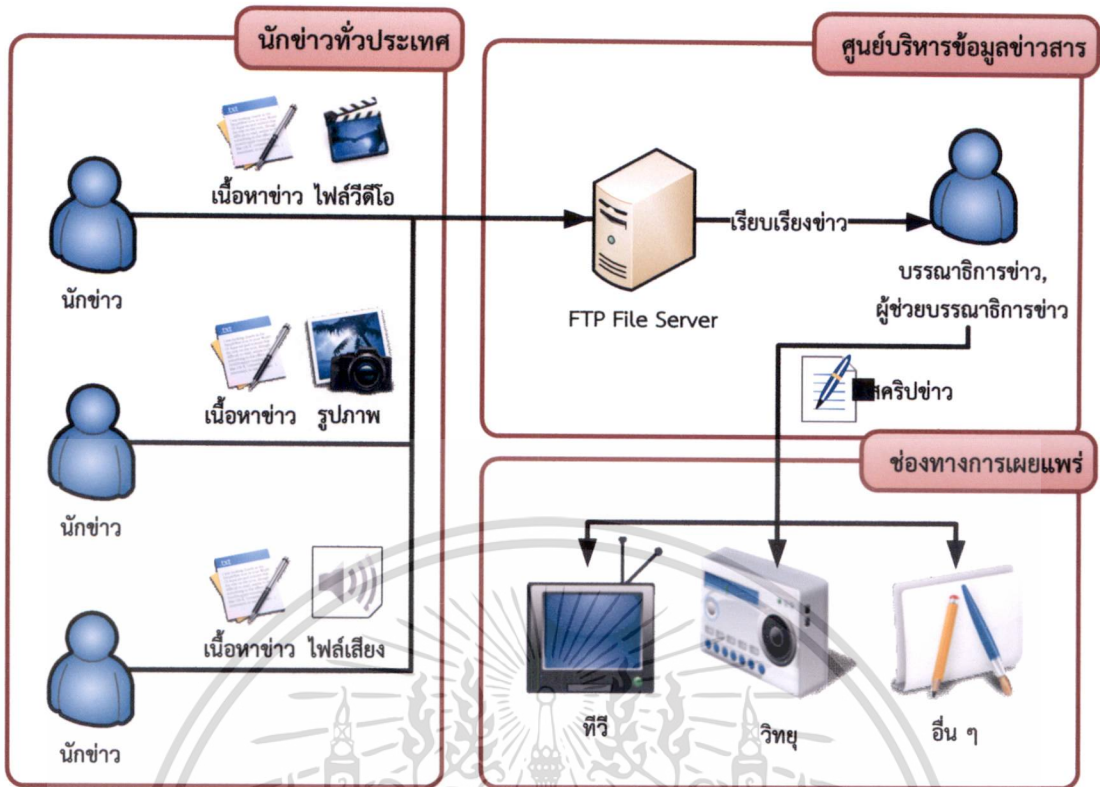 นักข่าวทั่วประเทศ
เนื้อหาข่าว ไฟล์วีดีโอ
นักข่าว
เนื้อหาข่าว รูปภาพ
นักข่าว
เนื้อหาข่าว ไฟล์เสียง
นักข่าว
ศูนย์บริหารข้อมูลข่าวสาร
FTP File Server
เรียบเรียงข่าว
บรรณาธิการข่าว,
ผู้ช่วยบรรณาธิการข่าว
สคริปข่าว
ช่องทางการเผยแพร่
ทีวี
วิทยุ
อื่น ๆ